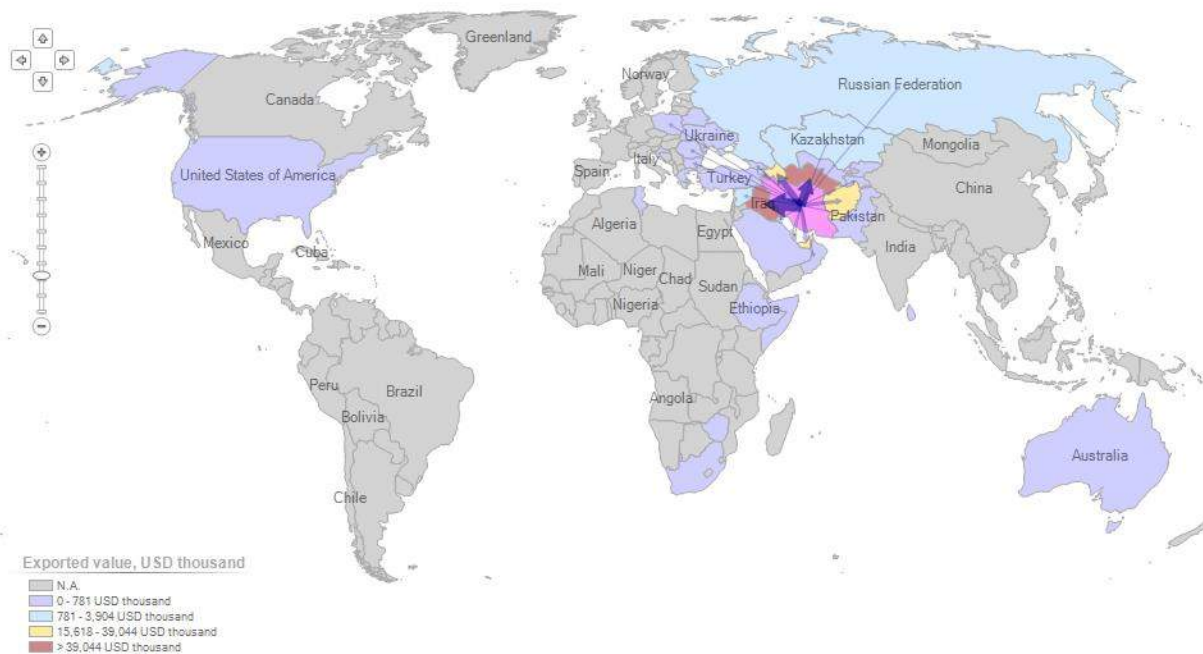 Greenland
Norway
Russian Federation
Canada
Ukraine
Kazakhstan
Mongolia
Italy
Spain
Turkey
United States of America
China
Iran
Pakistan
Algeria
Egypt
Mexico
Cuba
India
Mali
Niger
Chad
Sudan
Nigeria
Ethiopia
Peru
Brazil
Angola
Bolivia
Australia
Chile
Exported value, USD thousand
N.A.
0 - 781 USD thousand
781 - 3,904 USD thousand
15,618 - 39,044 USD thousand
> 39,044 USD thousand